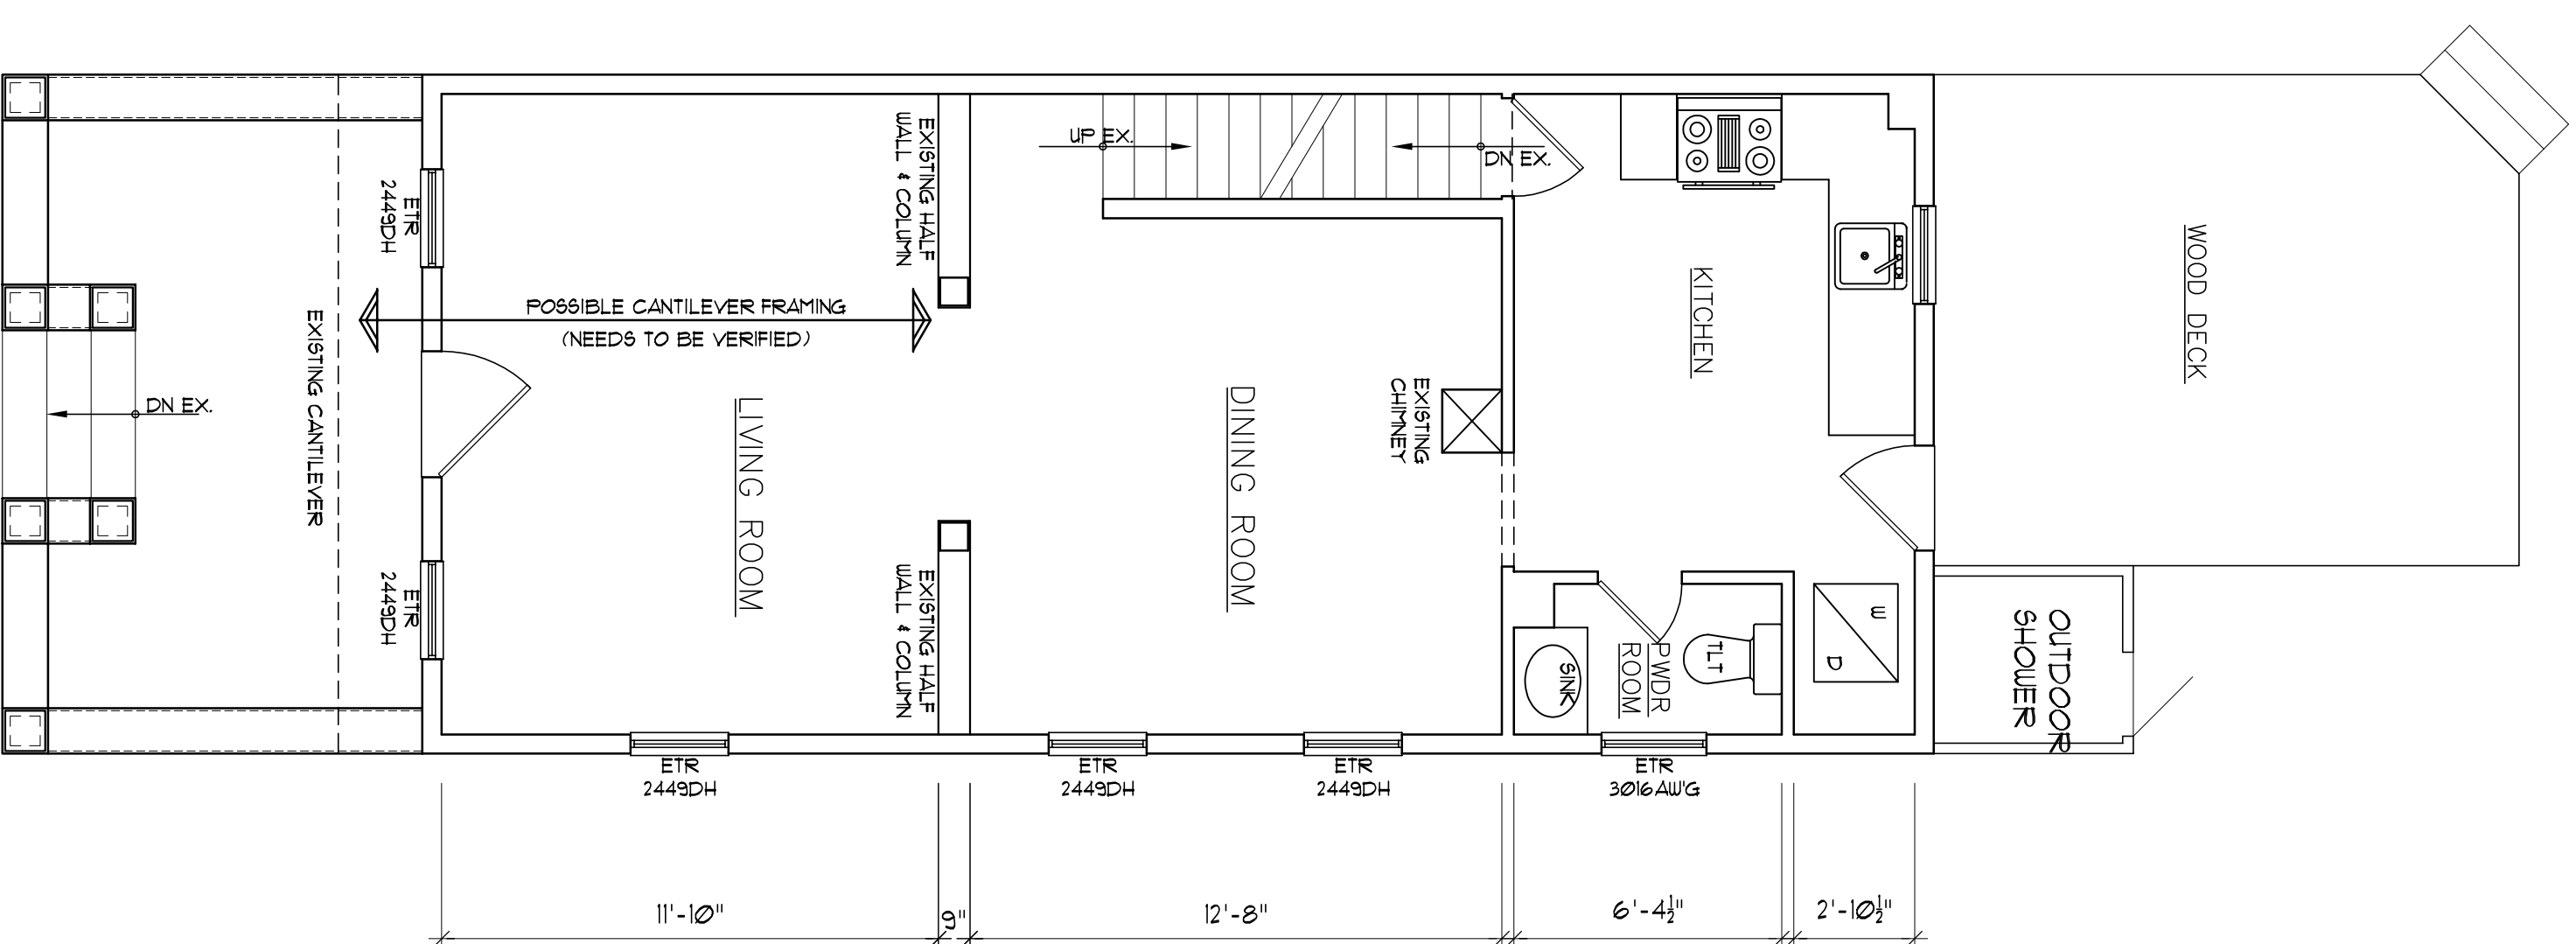 UP EX.
DN EX.
EXISTING HALF
WALL & COLUMN
ETR
2449DH
KITCHEN
WOOD DECK
POSSIBLE CANTILEVER FRAMING
(NEEDS TO BE VERIFIED)
EXISTING CANTILEVER
DN EX.
LIVING ROOM
DINING ROOM
EXISTING
CHIMNEY
ETR
2449DH
EXISTING HALF
WALL & COLUMN
SINK
PWDR
ROOM
TLT
W
D
OUTDOOR
SHOWER
ETR
2449DH
ETR
2449DH
ETR
2449DH
ETR
3016AW'G
11'-10"
9"
12'-8"
6'-4½"
2'-10½"